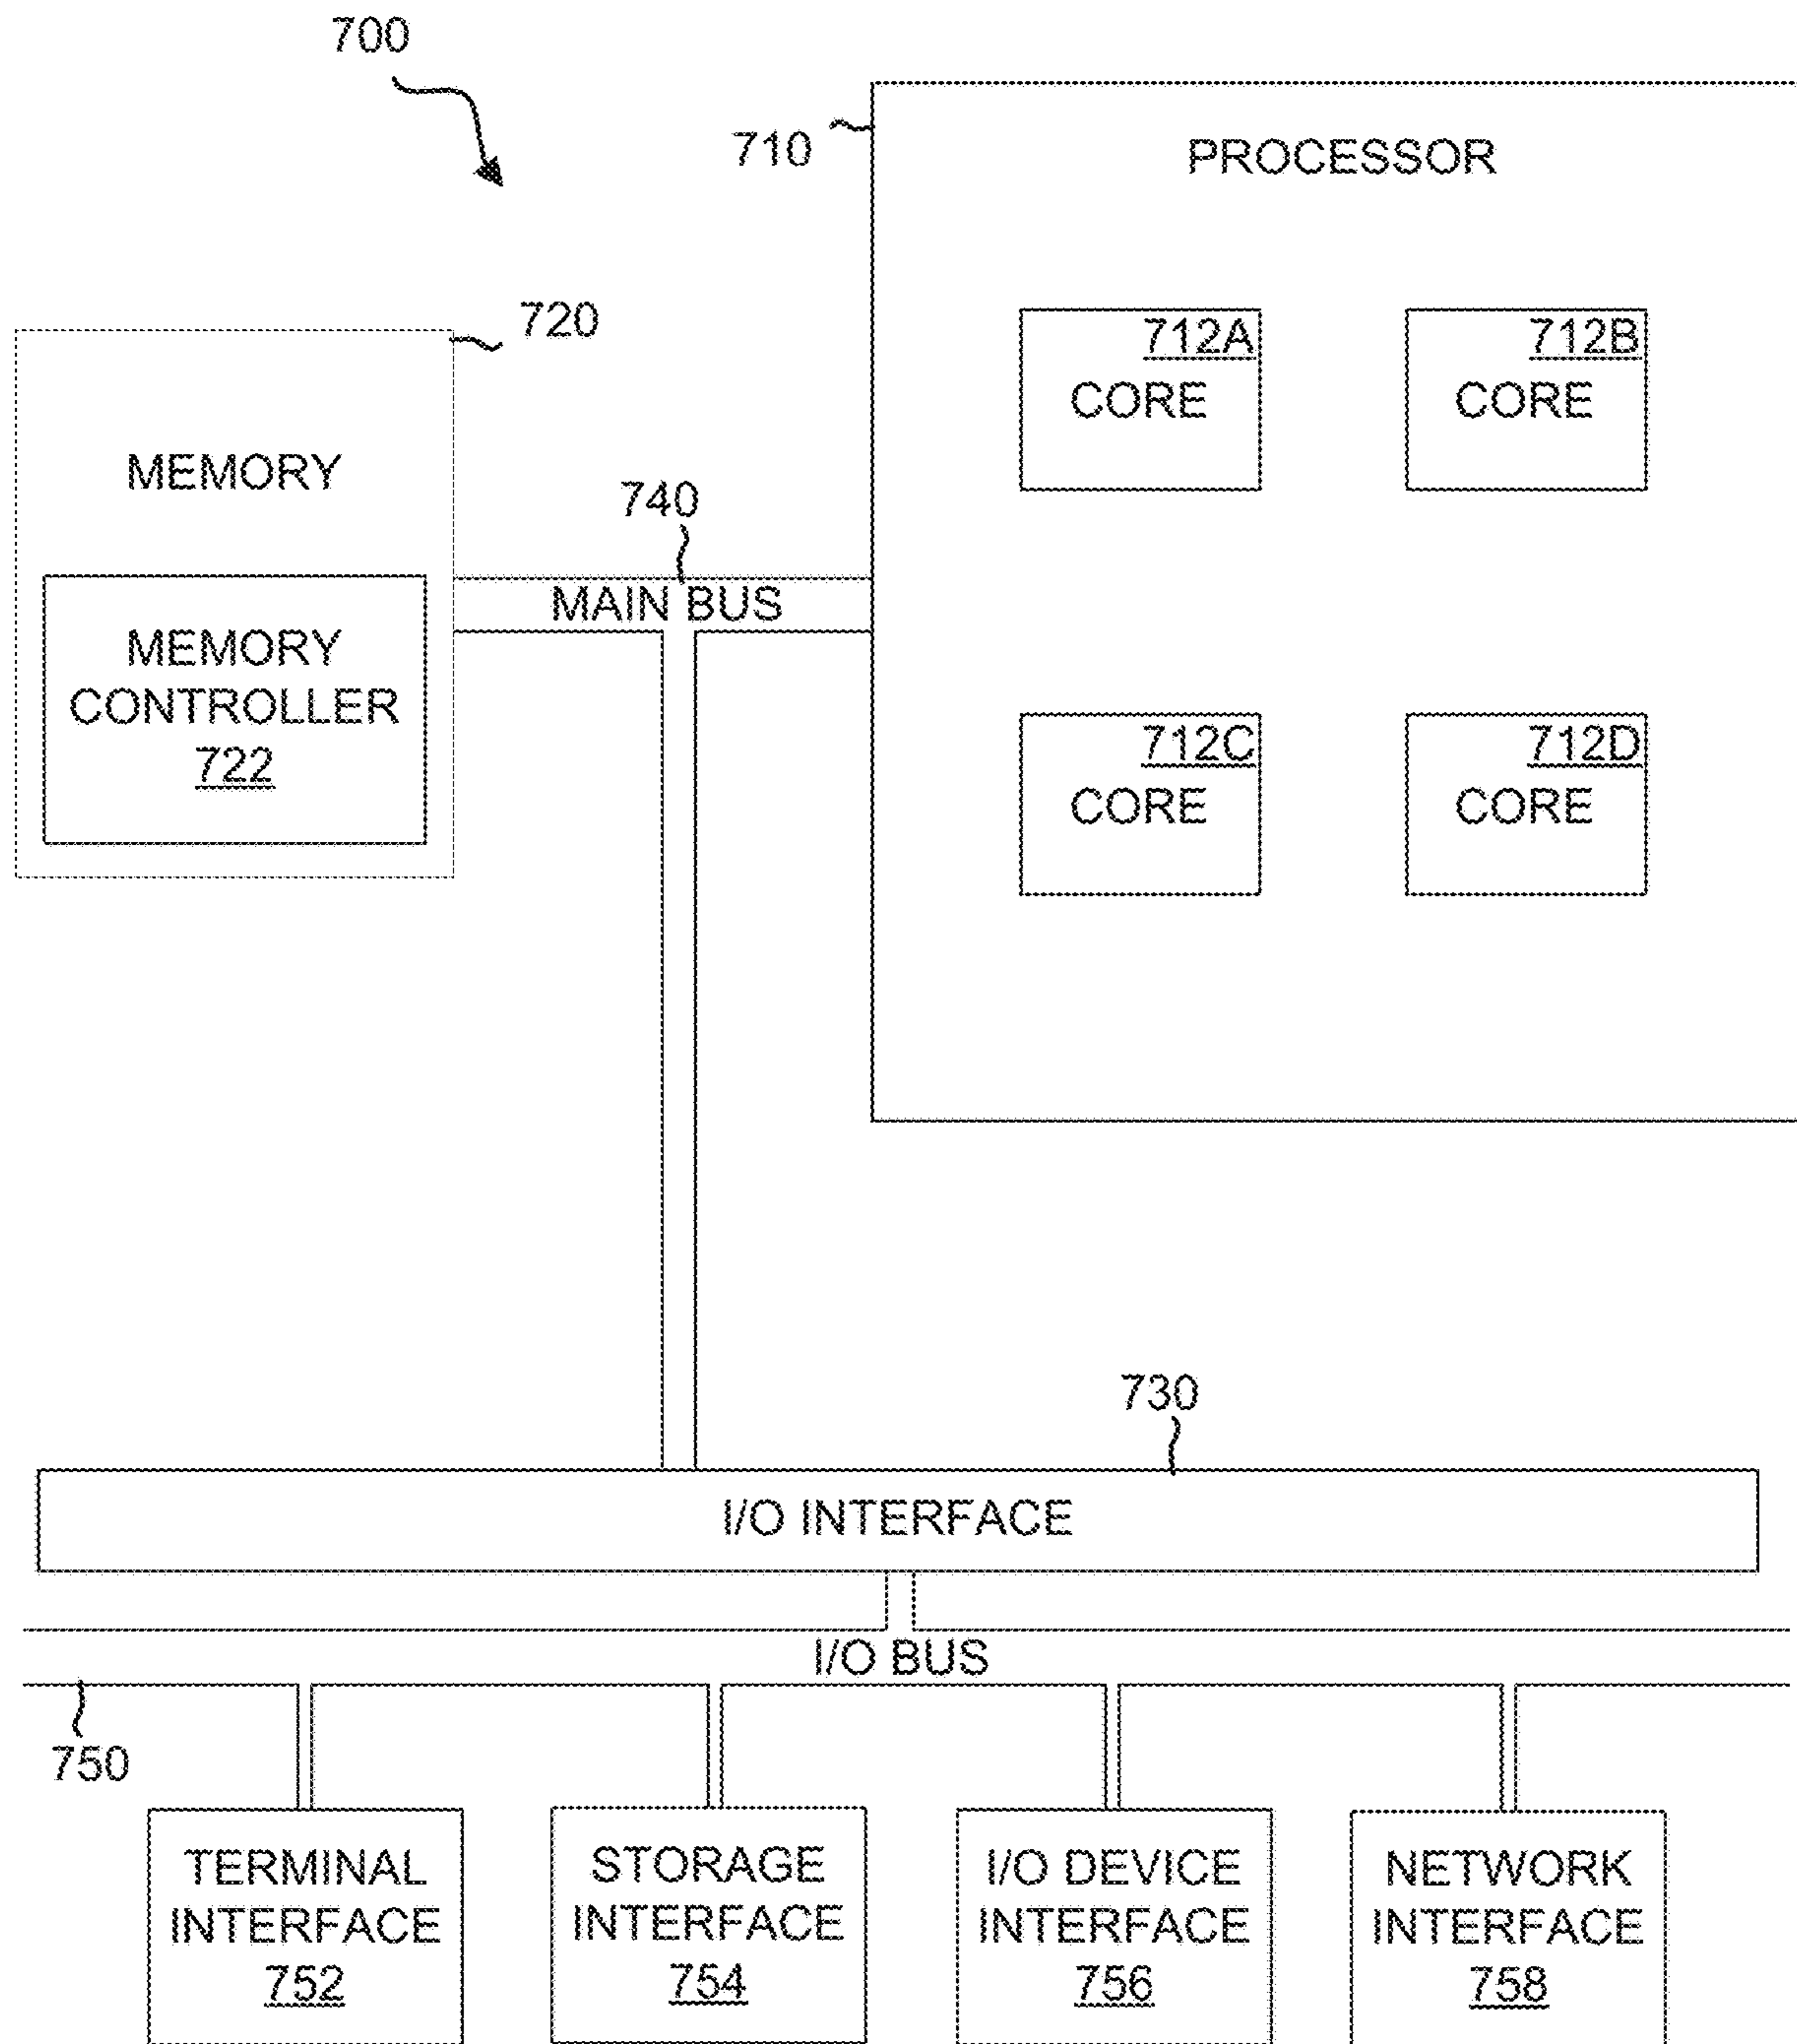 700
710
PROCESSOR
720
712A
CORE
712B
CORE
MEMORY
740
MAIN BUS
MEMORY
CONTROLLER
722
712C
CORE
712D
CORE
730
I/O INTERFACE
I/O BUS
750
TERMINAL
INTERFACE
752
STORAGE
INTERFACE
754
I/O DEVICE
INTERFACE
756
NETWORK
INTERFACE
758